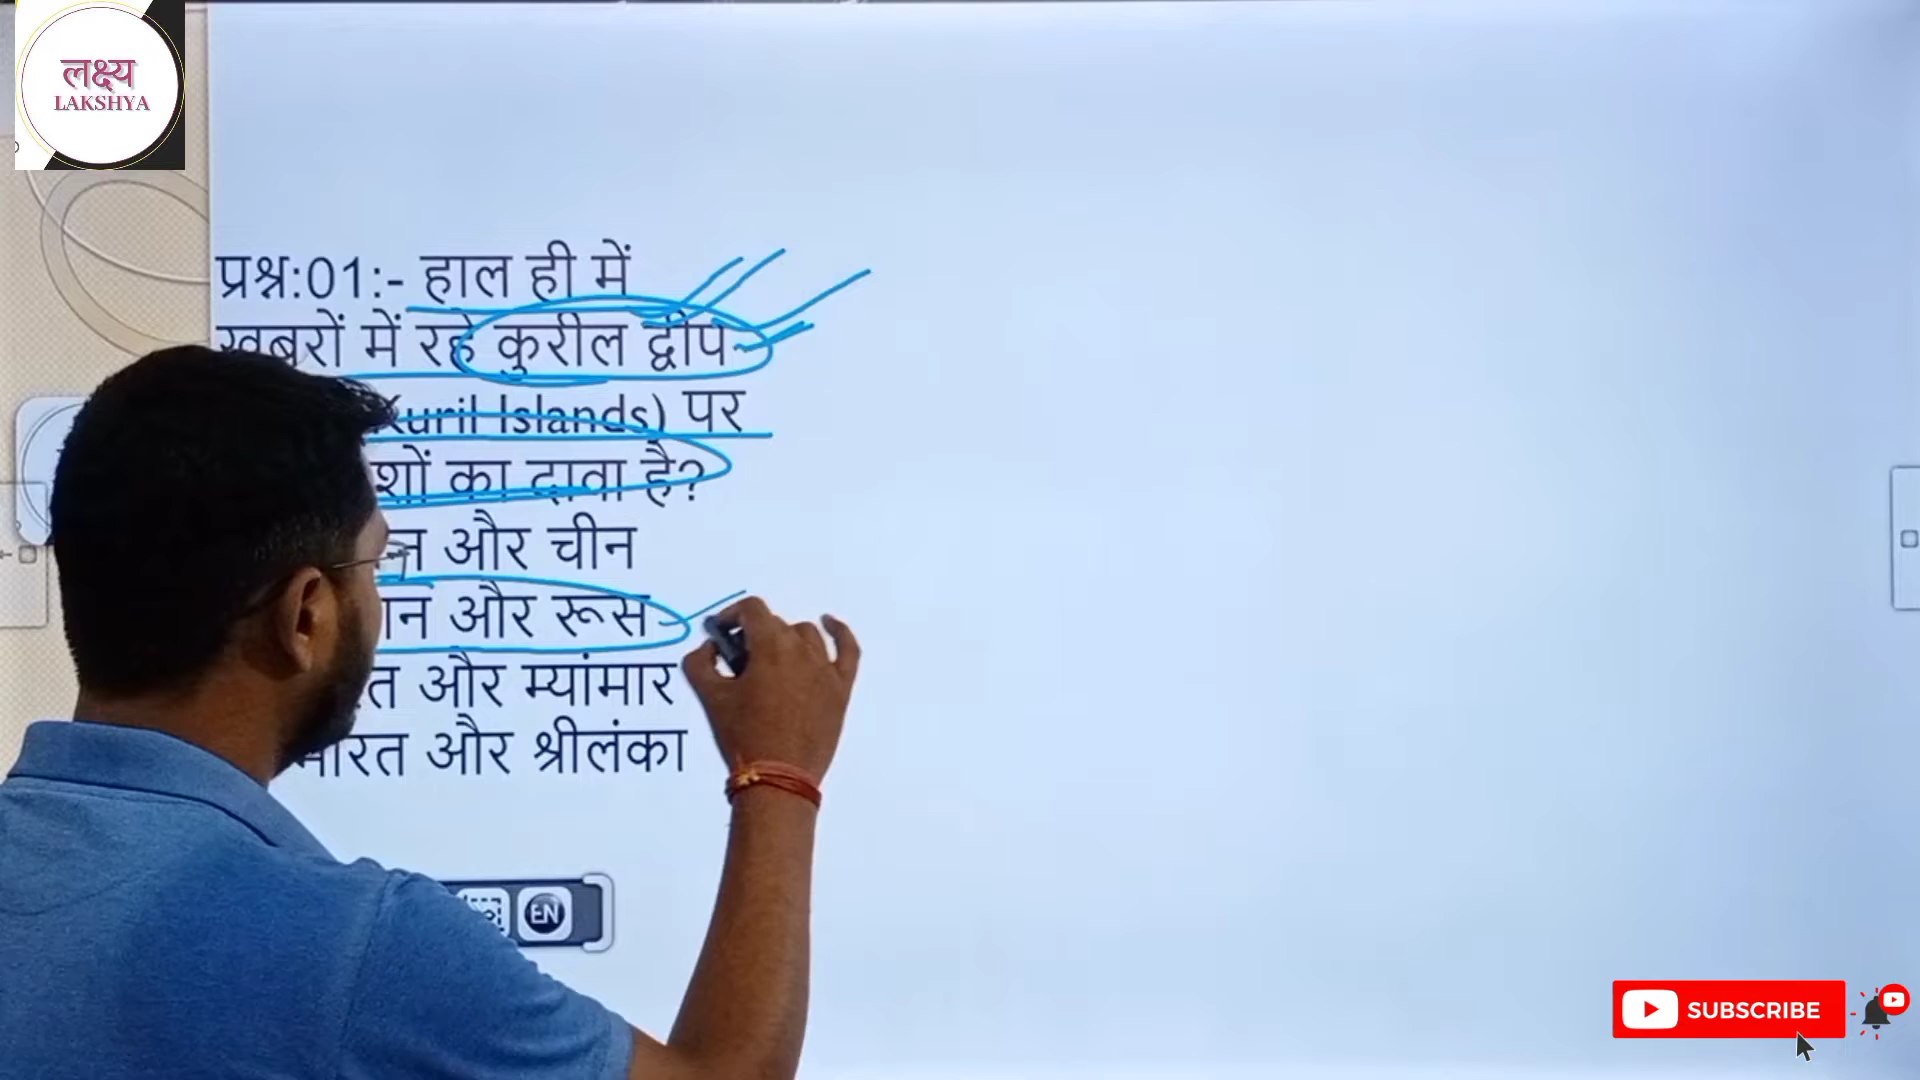 लक्ष्य
LAKSHYA
प्रश्न:01:- हाल ही में
खबरों में रहे कुरील द्वीप
Kuril Islands) पर
का दावा है?
और चीन
और रूस
और म्यांमार
भारत और श्रीलंका
EN
SUBSCRIBE